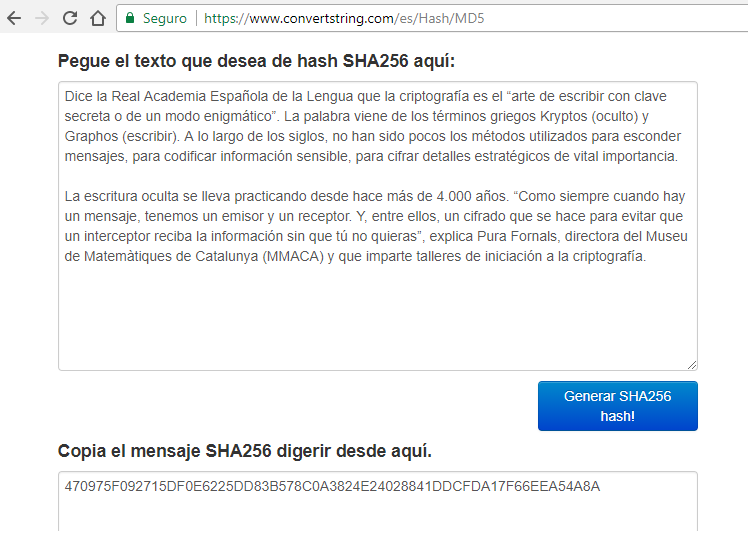 Seguro https://www.convertstring.com/es/Hash/MD5
Pegue el texto que desea de hash SHA256 aquí:
Dice la Real Academia Española de la Lengua que la criptografía es el “arte de escribir con clave
secreta o de un modo enigmático”. La palabra viene de los términos griegos Kryptos (oculto) y
Graphos (escribir). A lo largo de los siglos, no han sido pocos los métodos utilizados para esconder
mensajes, para codificar información sensible, para cifrar detalles estratégicos de vital importancia.
La escritura oculta se lleva practicando desde hace más de 4.000 años. “Como siempre cuando hay
un mensaje, tenemos un emisor y un receptor. Y, entre ellos, un cifrado que se hace para evitar que
un interceptor reciba la información sin que tú no quieras”, explica Pura Fornals, directora del Museu
de Matemàtiques de Catalunya (MMACA) y que imparte talleres de iniciación a la criptografía.
Generar SHA256
hash!
Copia el mensaje SHA256 digerir desde aquí.
470975F092715DF0E6225DD83B578C0A3824E24028841DDCFDA17F66EEA54A8A